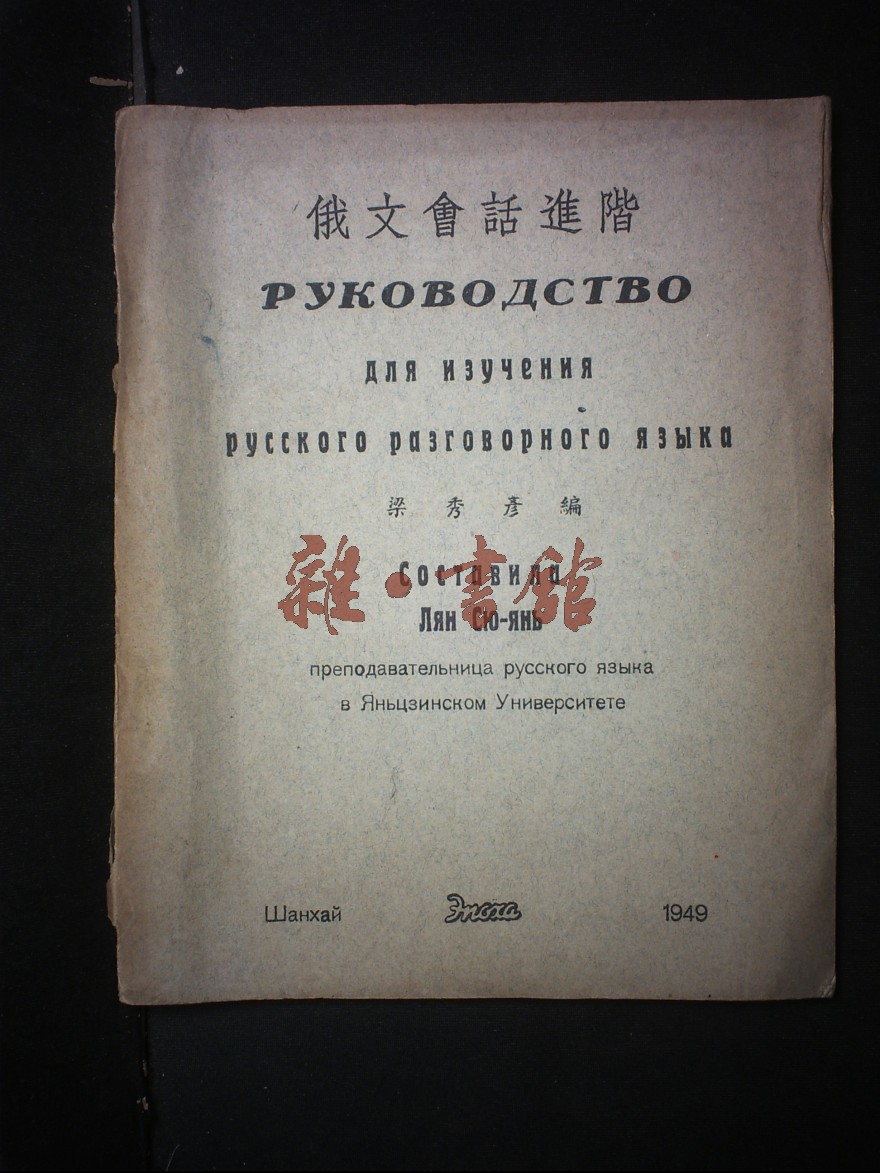 俄文會話進階
РУКОВОДСТВО
для изучения
русского разговорного языка
梁秀彥編
Составила
Лян Сю-янь
雜·書館
преподавательница русского языка
в Яньцзинском Университете
Шанхай Эпоха 1949